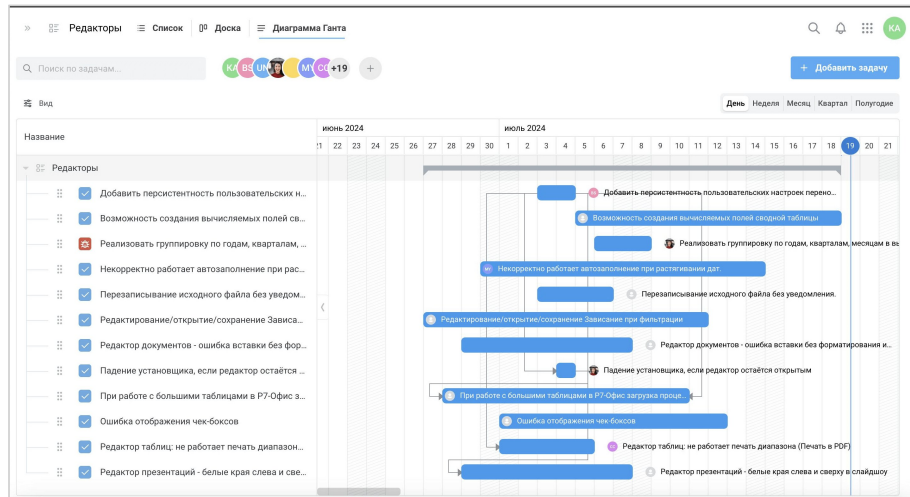 » Редакторы Список Доска Диаграмма Ганта KA
Поиск по задачам... KA BS UN MY CC +19 + + Добавить задачу
Вид День Неделя Месяц Квартал Полугодие
Название июнь 2024 июль 2024
21 22 23 24 25 26 27 28 29 30 1 2 3 4 5 6 7 8 9 10 11 12 13 14 15 16 17 18 19 20 21
Редакторы
Добавить персистентность пользовательских н... Добавить персистентность пользовательских настроек перено...
Возможность создания вычисляемых полей св... Возможность создания вычисляемых полей сводной таблицы
Реализовать группировку по годам, кварталам, ... Реализовать группировку по годам, кварталам, месяцам в вы
Некорректно работает автозаполнение при рас... Некорректно работает автозаполнение при растягивании дат.
Перезаписывание исходного файла без уведом... Перезаписывание исходного файла без уведомления.
Редактирование/открытие/сохранение Зависа... Редактирование/открытие/сохранение Зависание при фильтрации
Редактор документов - ошибка вставки без фор... Редактор документов - ошибка вставки без форматирования и...
Падение установщика, если редактор остаётся ... Падение установщика, если редактор остаётся открытым
При работе с большими таблицами в Р7-Офис з... При работе с большими таблицами в Р7-Офис загрузка проце...
Ошибка отображения чек-боксов Ошибка отображения чек-боксов
Редактор таблиц: не работает печать диапазон... Редактор таблиц: не работает печать диапазона (Печать в PDF)
Редактор презентаций - белые края слева и све... Редактор презентаций - белые края слева и сверху в слайдшоу